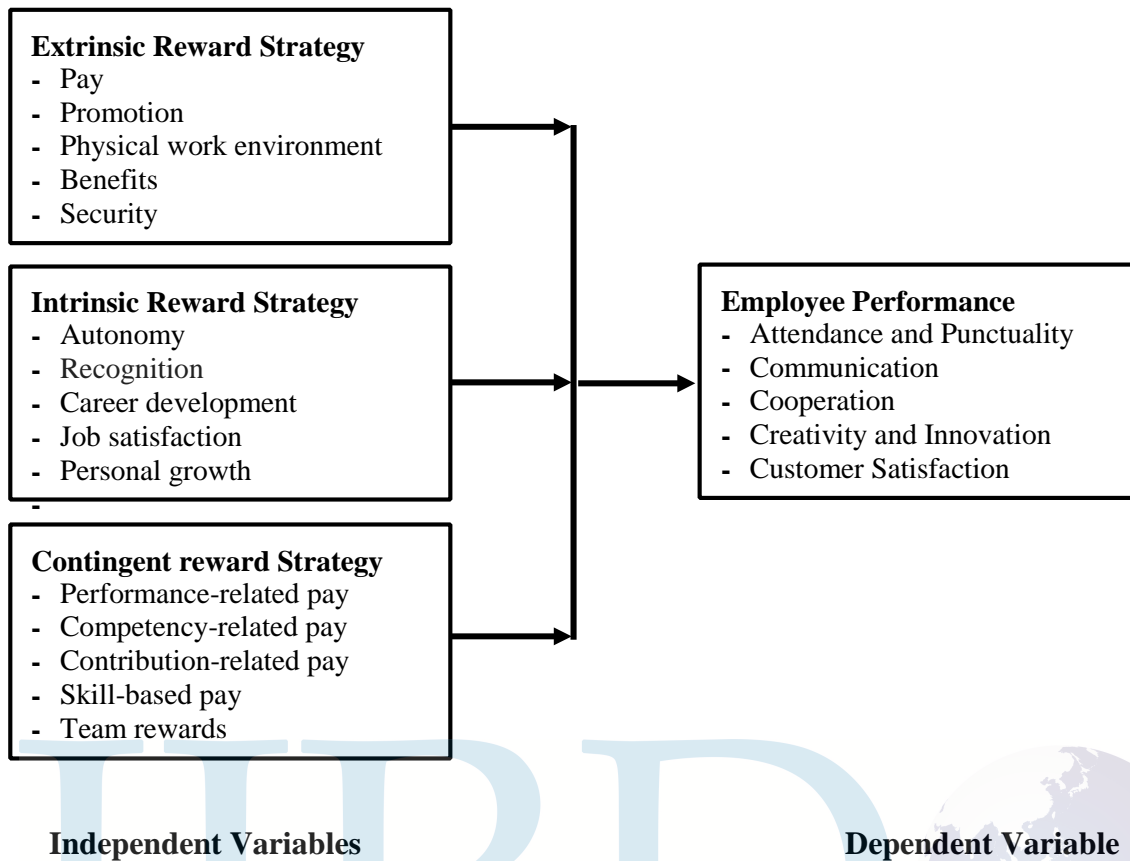 Extrinsic Reward Strategy
- Pay
- Promotion
- Physical work environment
- Benefits
- Security
Intrinsic Reward Strategy
- Autonomy
- Recognition
- Career development
- Job satisfaction
- Personal growth
-
Contingent reward Strategy
- Performance-related pay
- Competency-related pay
- Contribution-related pay
- Skill-based pay
- Team rewards
Employee Performance
- Attendance and Punctuality
- Communication
- Cooperation
- Creativity and Innovation
- Customer Satisfaction
Independent Variables
Dependent Variable